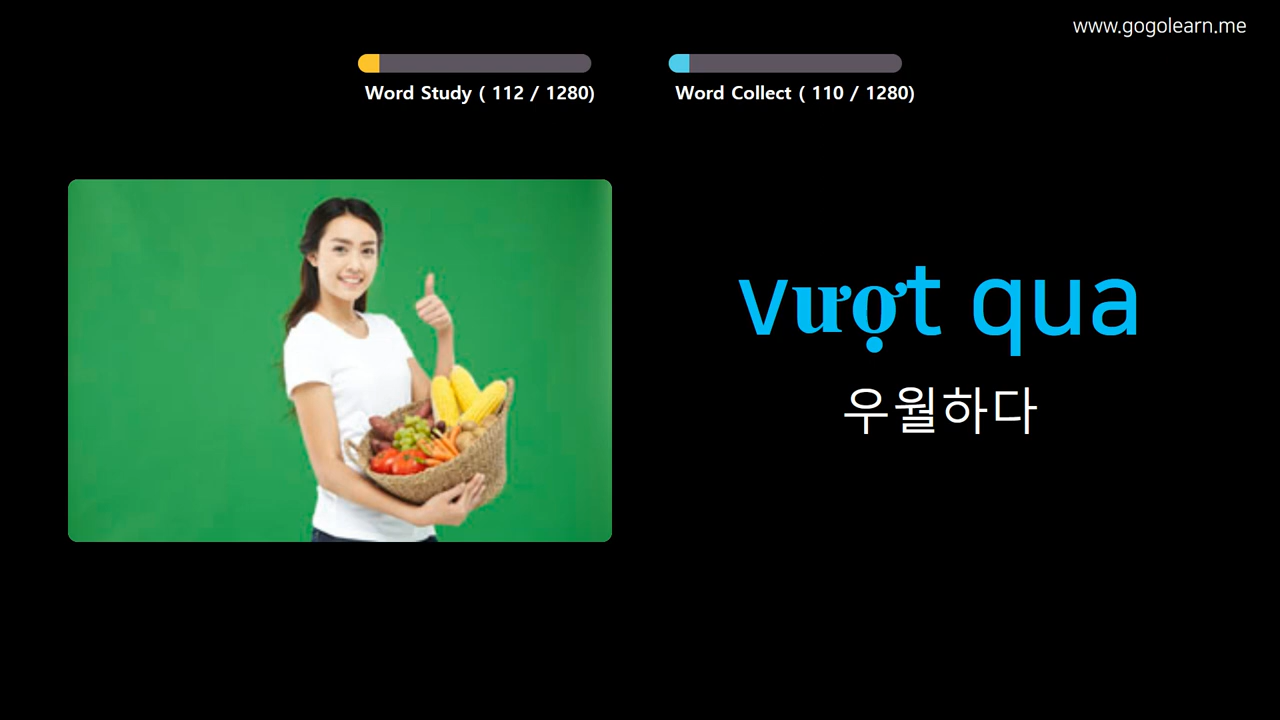 www.gogolearn.me
Word Study ( 112 / 1280)
Word Collect ( 110 / 1280)
vượt qua
우월하다